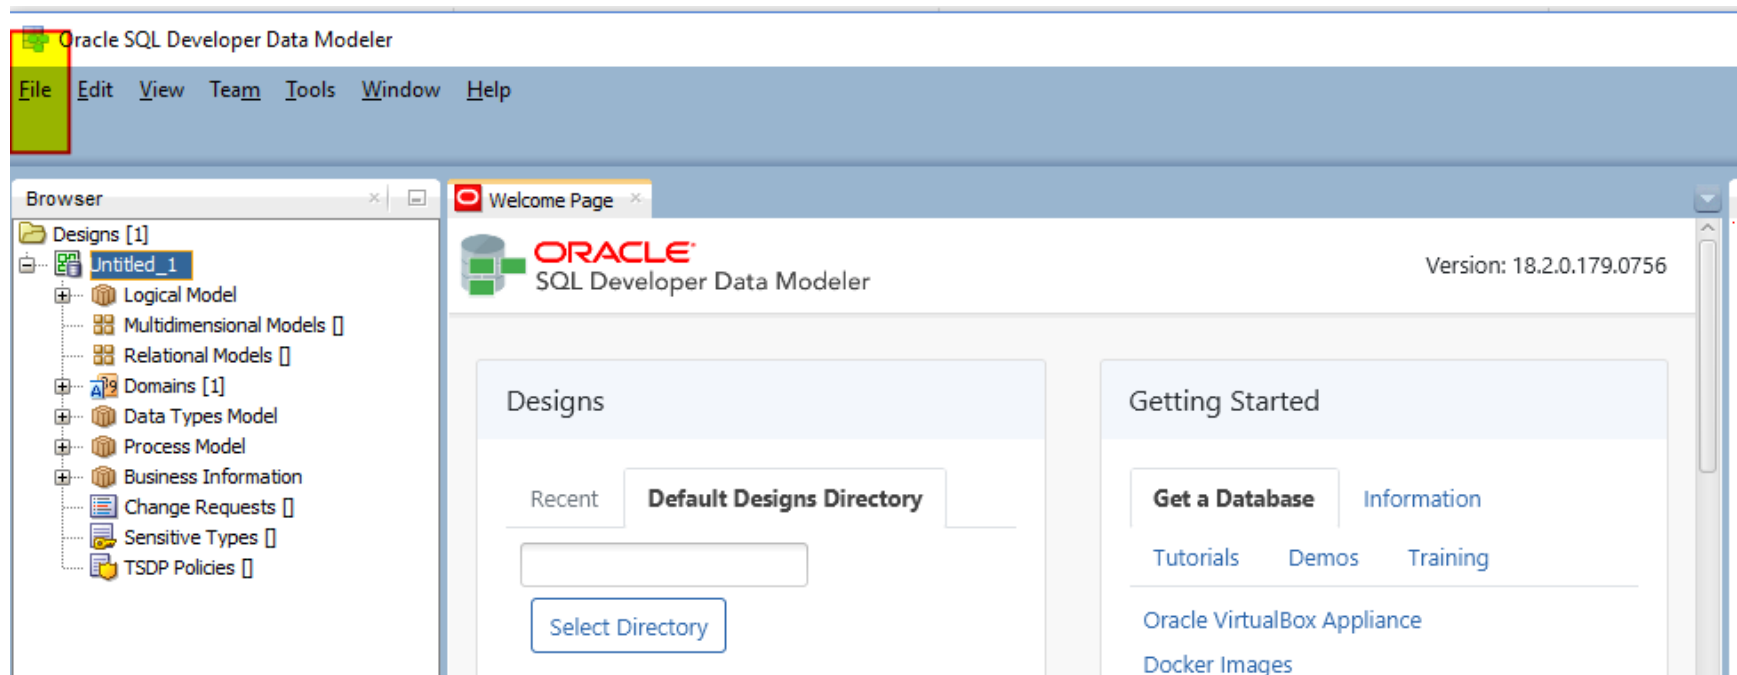 Oracle SQL Developer Data Modeler
File Edit View Team Tools Window Help
Browser
Designs [1]
Untitled_1
Logical Model
Multidimensional Models []
Relational Models []
Domains [1]
Data Types Model
Process Model
Business Information
Change Requests []
Sensitive Types []
TSDP Policies []
Welcome Page
ORACLE
SQL Developer Data Modeler
Version: 18.2.0.179.0756
Designs
Recent Default Designs Directory
Select Directory
Getting Started
Get a Database Information
Tutorials Demos Training
Oracle VirtualBox Appliance
Docker Images